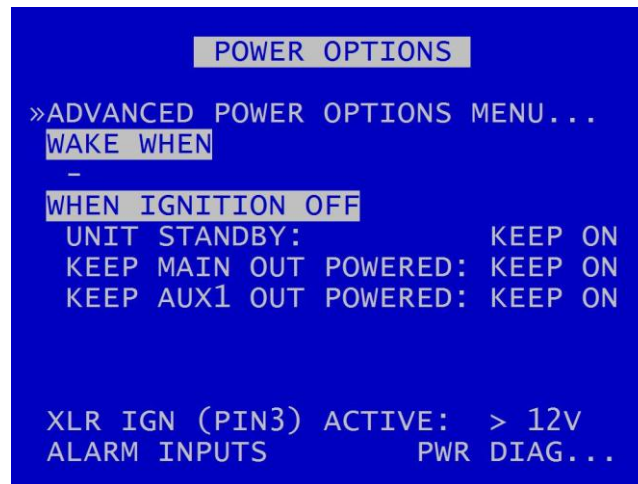 POWER OPTIONS
»ADVANCED POWER OPTIONS MENU...
WAKE WHEN
–
WHEN IGNITION OFF
UNIT STANDBY: KEEP ON
KEEP MAIN OUT POWERED: KEEP ON
KEEP AUX1 OUT POWERED: KEEP ON
XLR IGN (PIN3) ACTIVE: > 12V
ALARM INPUTS PWR DIAG...